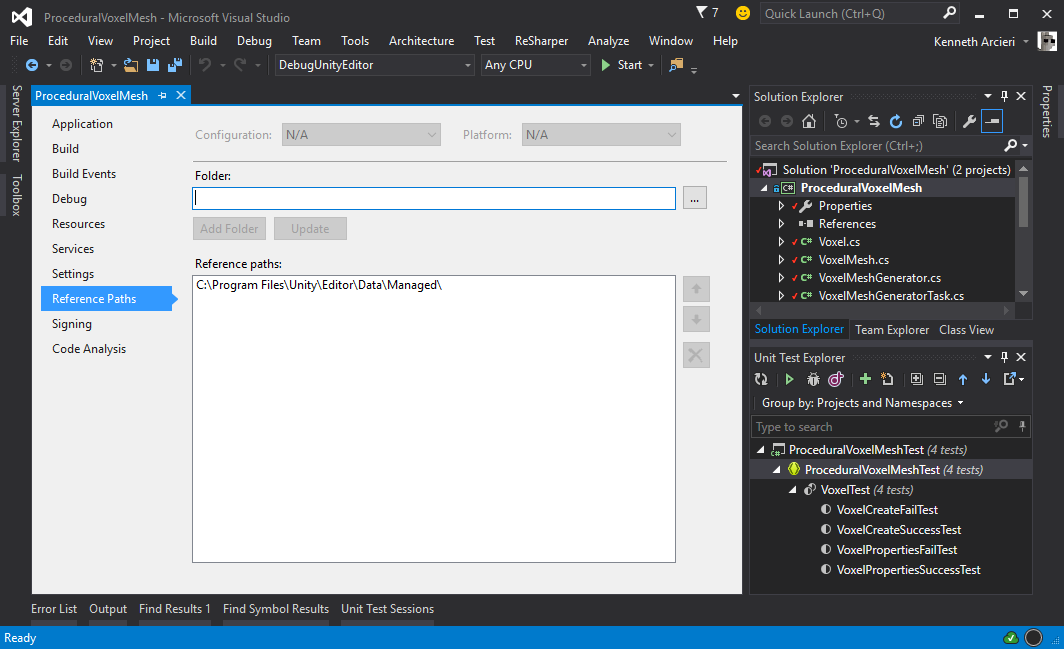 ProceduralVoxelMesh - Microsoft Visual Studio
7
Quick Launch (Ctrl+Q)
File Edit View Project Build Debug Team Tools Architecture Test ReSharper Analyze Window Help
Kenneth Arcieri
DebugUnityEditor
Any CPU
Start
Server Explorer
Toolbox
ProceduralVoxelMesh
Application
Build
Build Events
Debug
Resources
Services
Settings
Reference Paths
Signing
Code Analysis
Configuration: N/A Platform: N/A
Folder:
...
Add Folder Update
Reference paths:
C:\Program Files\Unity\Editor\Data\Managed\
Solution Explorer
Search Solution Explorer (Ctrl+;)
Solution 'ProceduralVoxelMesh' (2 projects)
C# ProceduralVoxelMesh
Properties
References
C# Voxel.cs
C# VoxelMesh.cs
C# VoxelMeshGenerator.cs
C# VoxelMeshGeneratorTask.cs
Solution Explorer Team Explorer Class View
Properties
Unit Test Explorer
Group by: Projects and Namespaces
Type to search
ProceduralVoxelMeshTest (4 tests)
ProceduralVoxelMeshTest (4 tests)
VoxelTest (4 tests)
VoxelCreateFailTest
VoxelCreateSuccessTest
VoxelPropertiesFailTest
VoxelPropertiesSuccessTest
Error List Output Find Results 1 Find Symbol Results Unit Test Sessions
Ready